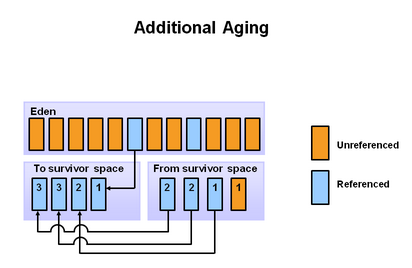 Additional Aging
Eden
To survivor space
From survivor space
3 3 2 1
2 2 1 1
Unreferenced
Referenced